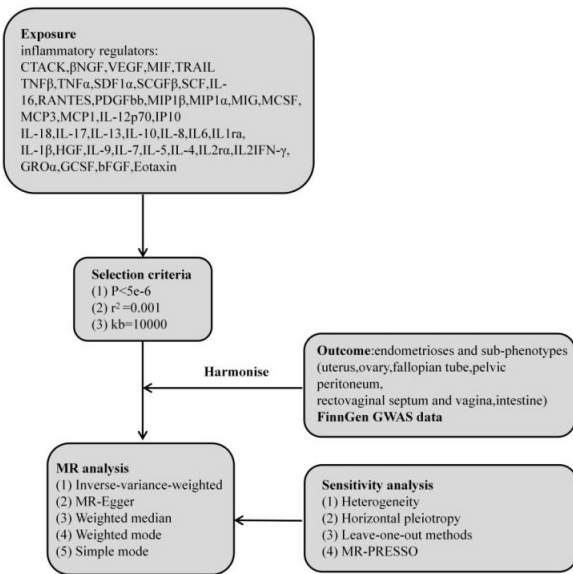 Exposure
inflammatory regulators:
CTACK,βNGF,VEGF,MIF,TRAIL
TNFβ,TNFα,SDF1α,SCGFβ,SCF,IL-
16,RANTES,PDGFbb,MIP1β,MIP1α,MIG,MCSF,
MCP3,MCP1,IL-12p70,IP10
IL-18,IL-17,IL-13,IL-10,IL-8,IL6,IL1ra,
IL-1β,HGF,IL-9,IL-7,IL-5,IL-4,IL2rα,IL2IFN-γ,
GROα,GCSF,bFGF,Eotaxin
Selection criteria
(1) P<5e-6
(2) r²=0.001
(3) kb=10000
Harmonise
Outcome:endometrioses and sub-phenotypes
(uterus,ovary,fallopian tube,pelvic
peritoneum,
rectovaginal septum and vagina,intestine)
FinnGen GWAS data
MR analysis
(1) Inverse-variance-weighted
(2) MR-Egger
(3) Weighted median
(4) Weighted mode
(5) Simple mode
Sensitivity analysis
(1) Heterogeneity
(2) Horizontal pleiotropy
(3) Leave-one-out methods
(4) MR-PRESSO